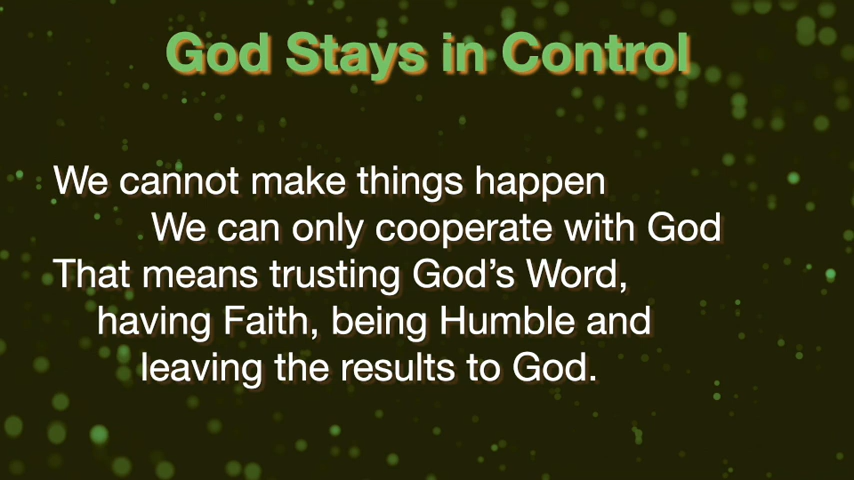 God Stays in Control
We cannot make things happen
We can only cooperate with God
That means trusting God’s Word,
having Faith, being Humble and
leaving the results to God.